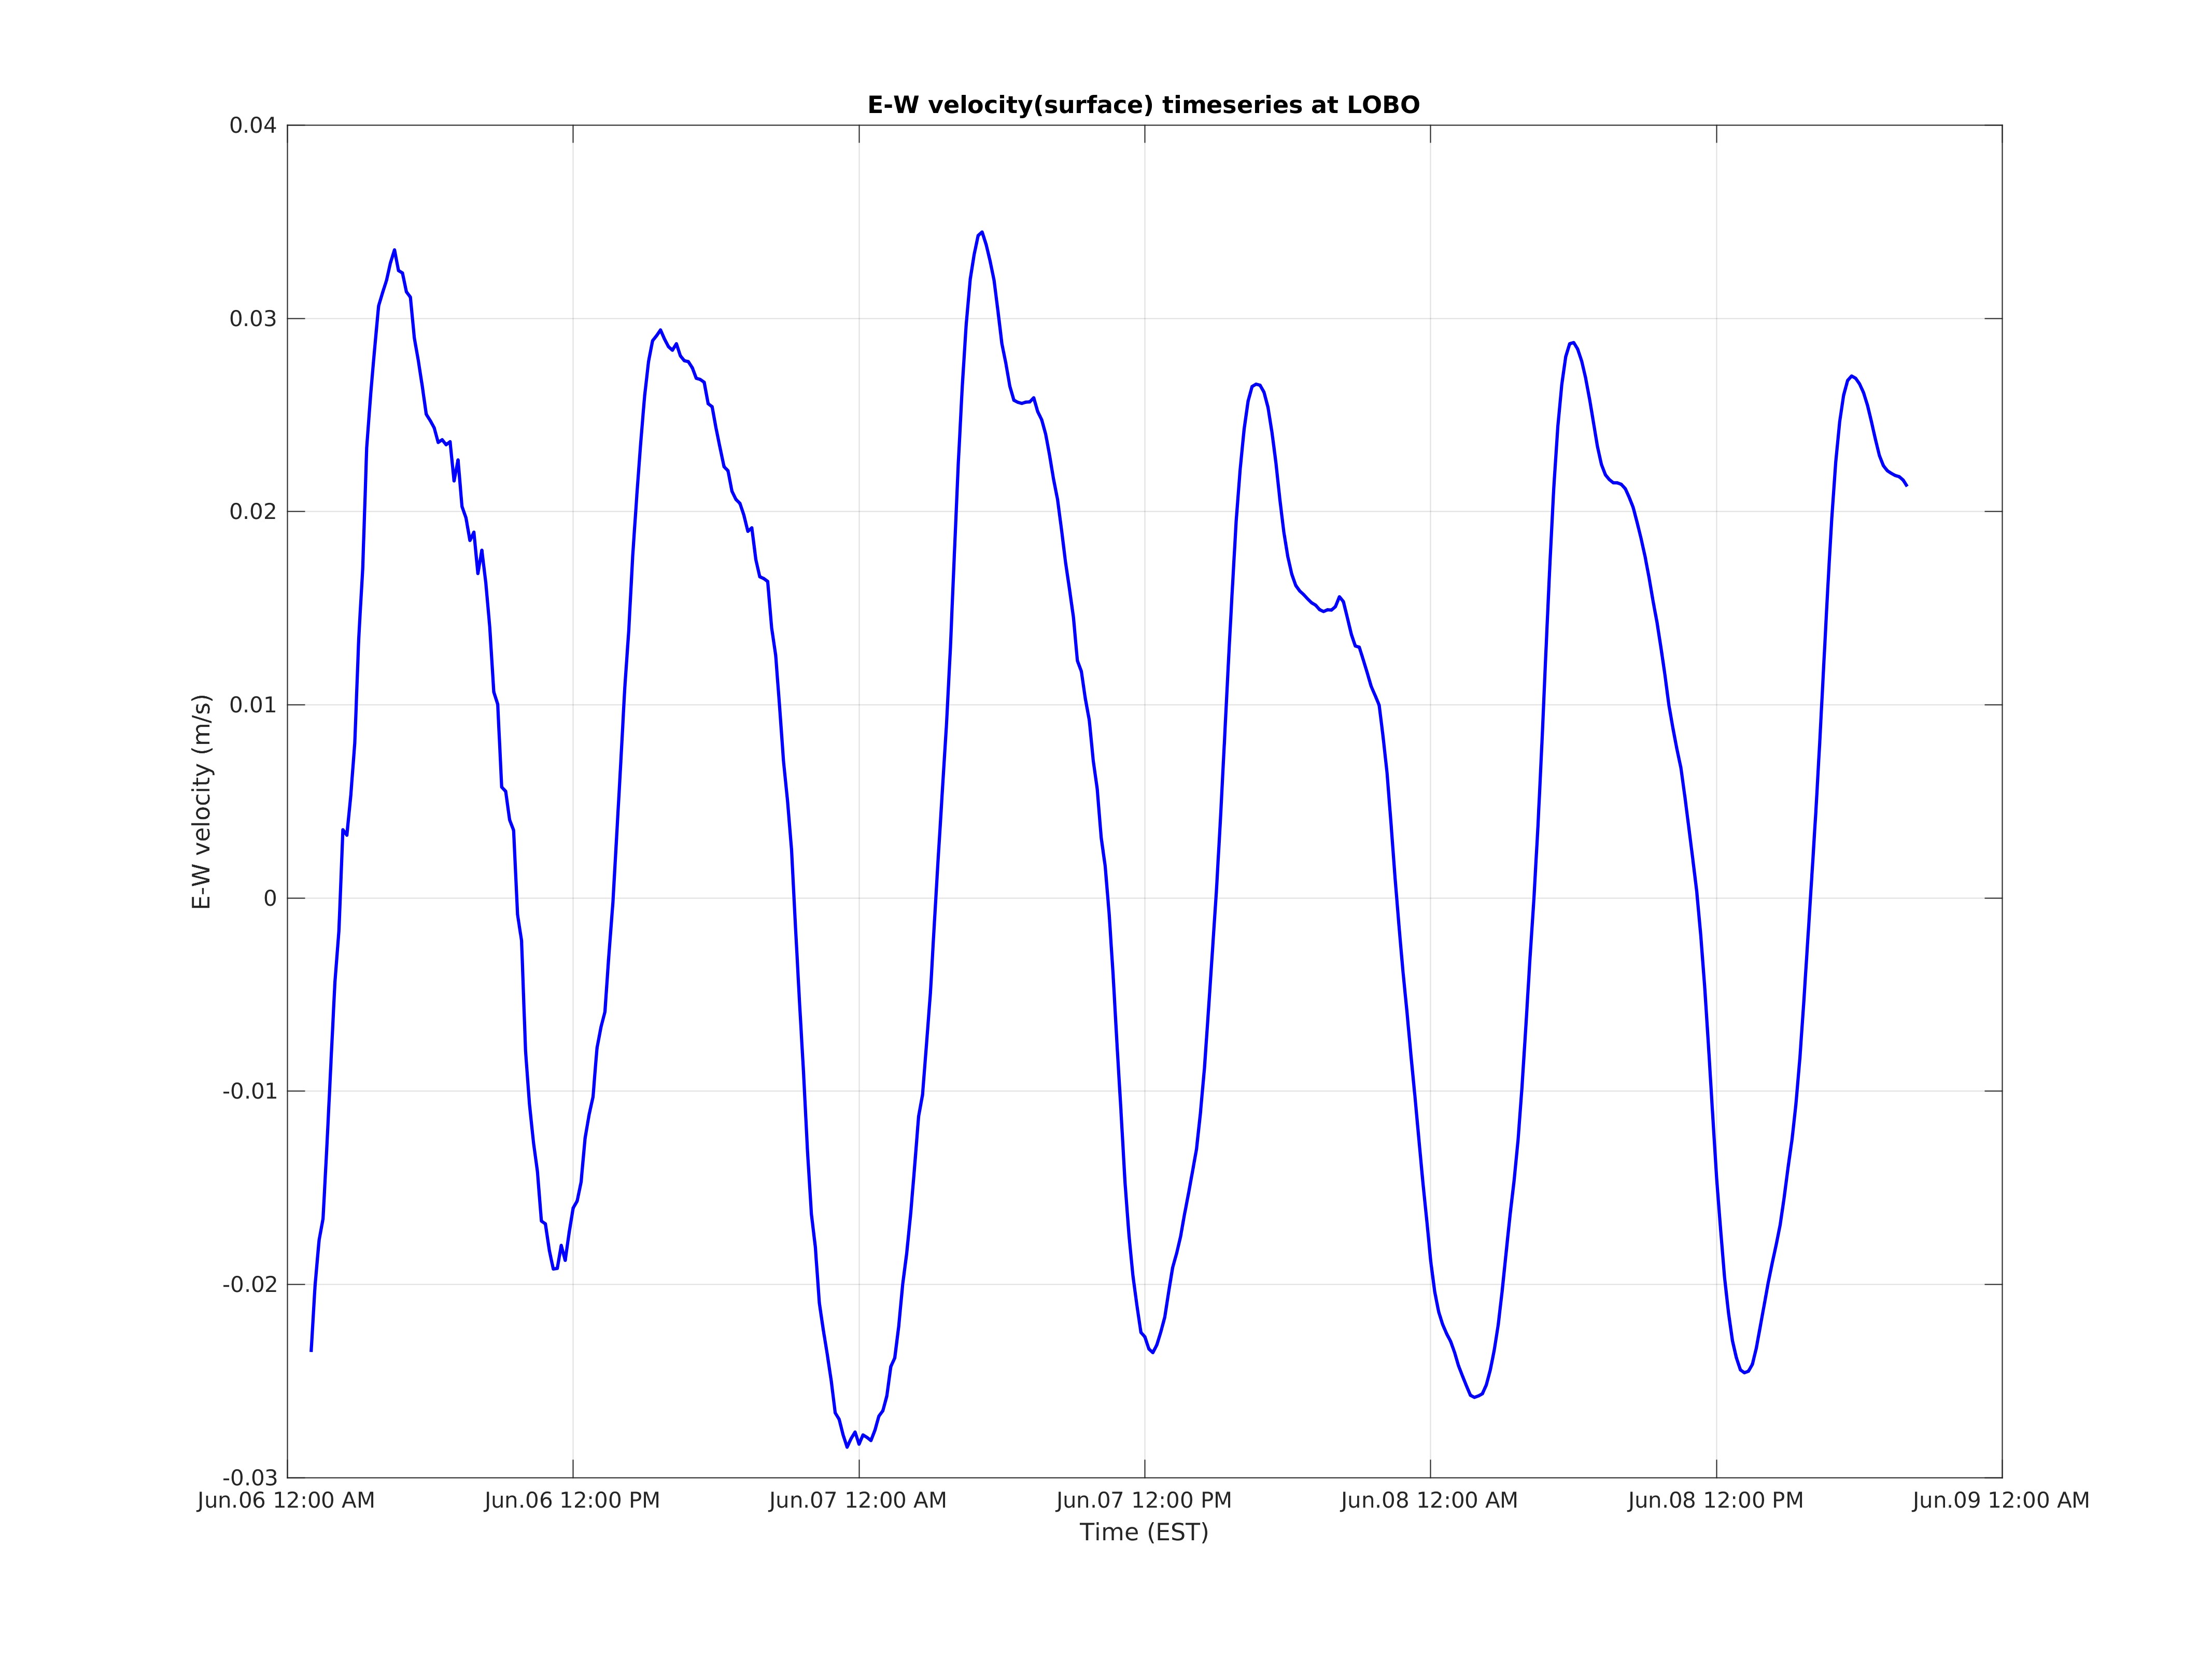 E-W velocity(surface) timeseries at LOBO
0.04
0.03
0.02
0.01
0
-0.01
-0.02
-0.03
E-W velocity (m/s)
Jun.06 12:00 AM Jun.06 12:00 PM Jun.07 12:00 AM Jun.07 12:00 PM Jun.08 12:00 AM Jun.08 12:00 PM Jun.09 12:00 AM
Time (EST)